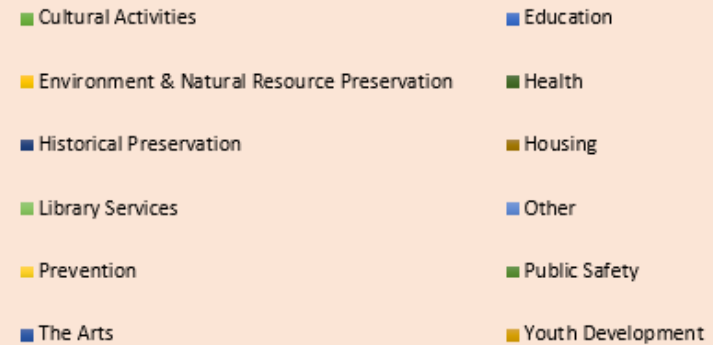 Cultural Activities
Education
Environment & Natural Resource Preservation
Health
Historical Preservation
Housing
Library Services
Other
Prevention
Public Safety
The Arts
Youth Development